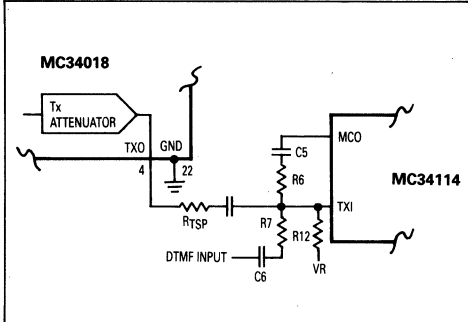 MC34018
Tx
ATTENUATOR
TXO
GND
4
22
MCO
C5
R6
MC34114
TXI
RTSP
R7
R12
DTMF INPUT
C6
VR